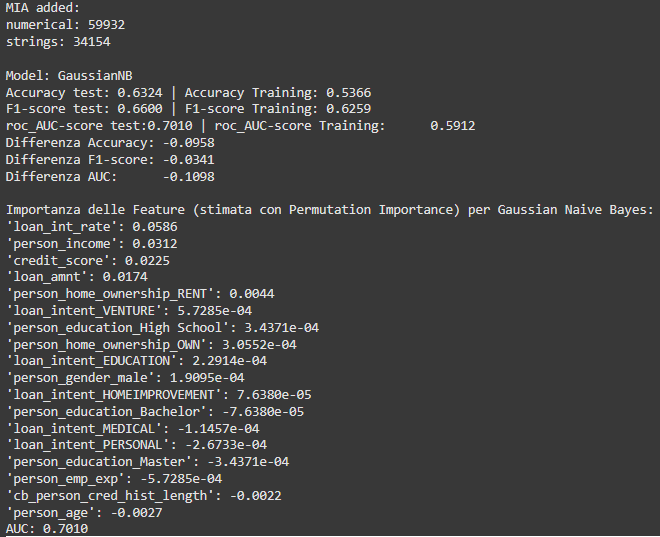 MIA added:
numerical: 59932
strings: 34154
Model: GaussianNB
Accuracy test: 0.6324 | Accuracy Training: 0.5366
F1-score test: 0.6600 | F1-score Training: 0.6259
roc_AUC-score test:0.7010 | roc_AUC-score Training: 0.5912
Differenza Accuracy: -0.0958
Differenza F1-score: -0.0341
Differenza AUC: -0.1098
Importanza delle Feature (stimata con Permutation Importance) per Gaussian Naive Bayes:
'loan_int_rate': 0.0586
'person_income': 0.0312
'credit_score': 0.0225
'loan_amnt': 0.0174
'person_home_ownership_RENT': 0.0044
'loan_intent_VENTURE': 5.7285e-04
'person_education_High School': 3.4371e-04
'person_home_ownership_OWN': 3.0552e-04
'loan_intent_EDUCATION': 2.2914e-04
'person_gender_male': 1.9095e-04
'loan_intent_HOMEIMPROVEMENT': 7.6380e-05
'person_education_Bachelor': -7.6380e-05
'loan_intent_MEDICAL': -1.1457e-04
'loan_intent_PERSONAL': -2.6733e-04
'person_education_Master': -3.4371e-04
'person_emp_exp': -5.7285e-04
'cb_person_cred_hist_length': -0.0022
'person_age': -0.0027
AUC: 0.7010